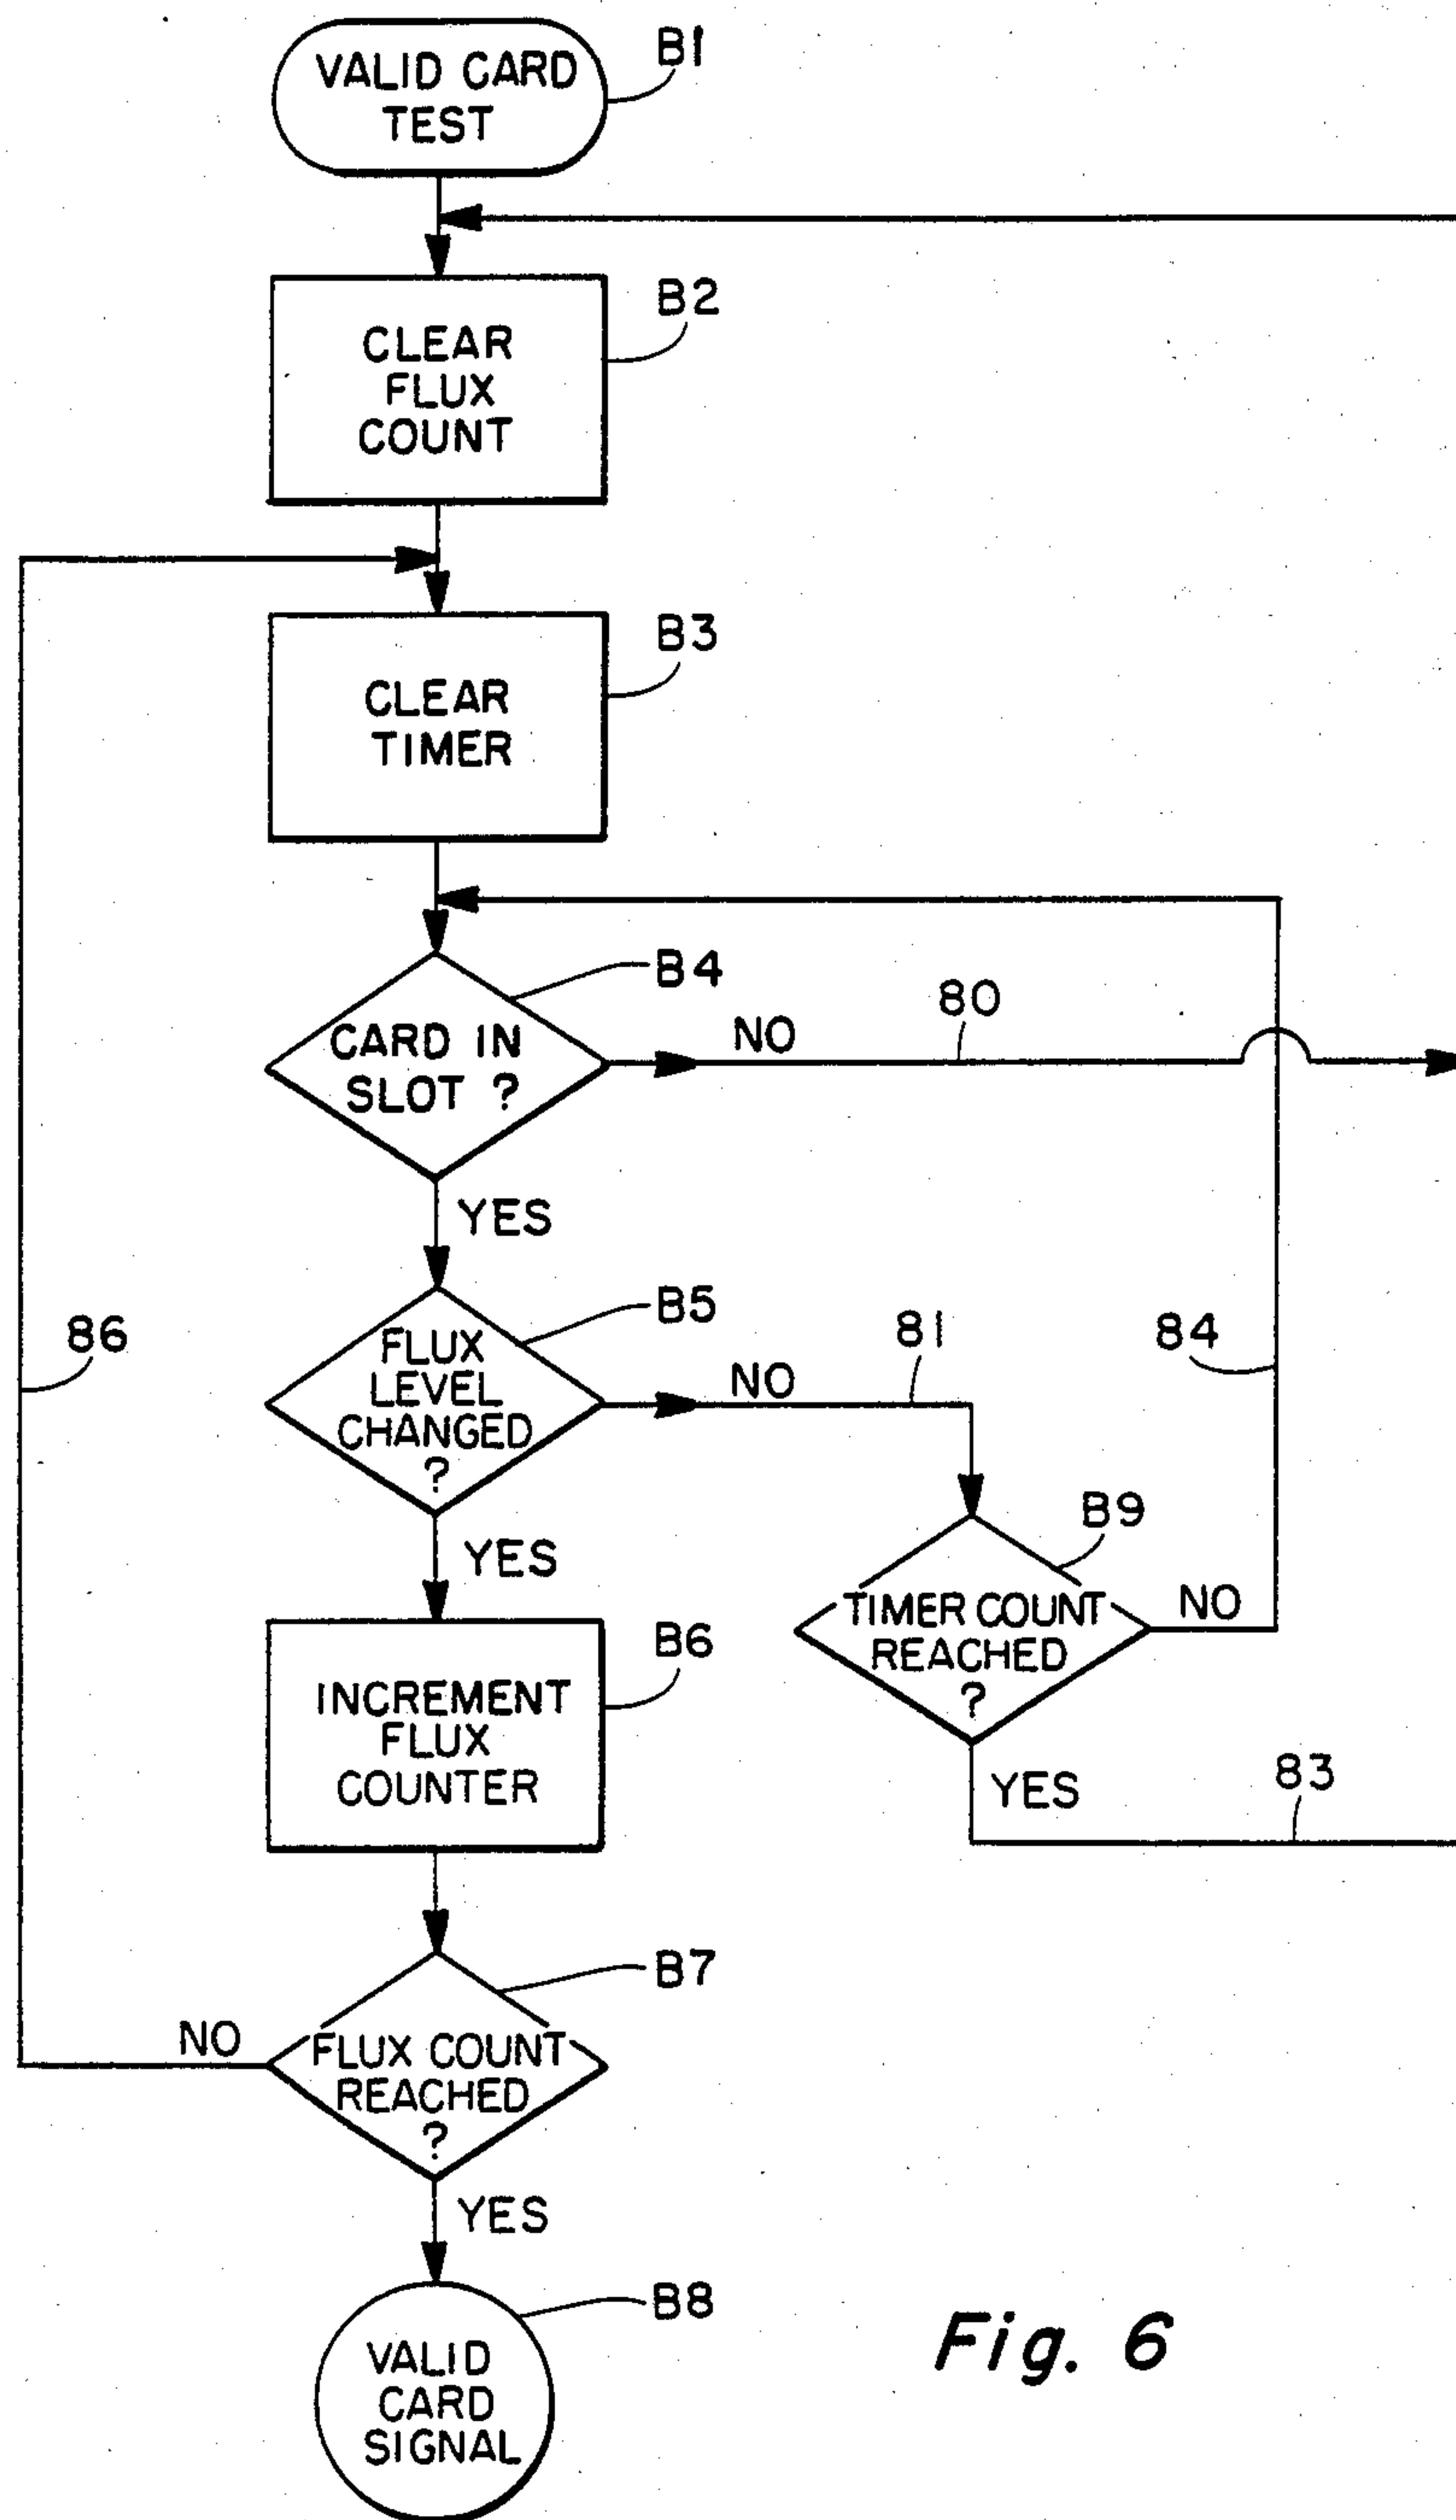 VALID CARD
TEST
B1
CLEAR
FLUX
COUNT
B2
CLEAR
TIMER
B3
B4
CARD IN
SLOT ?
NO
80
YES
B5
FLUX
LEVEL
CHANGED
?
NO
81
84
86
YES
B9
TIMER COUNT
REACHED
?
NO
YES
83
B6
INCREMENT
FLUX
COUNTER
B7
NO
FLUX COUNT
REACHED
?
YES
B8
VALID
CARD
SIGNAL
Fig. 6